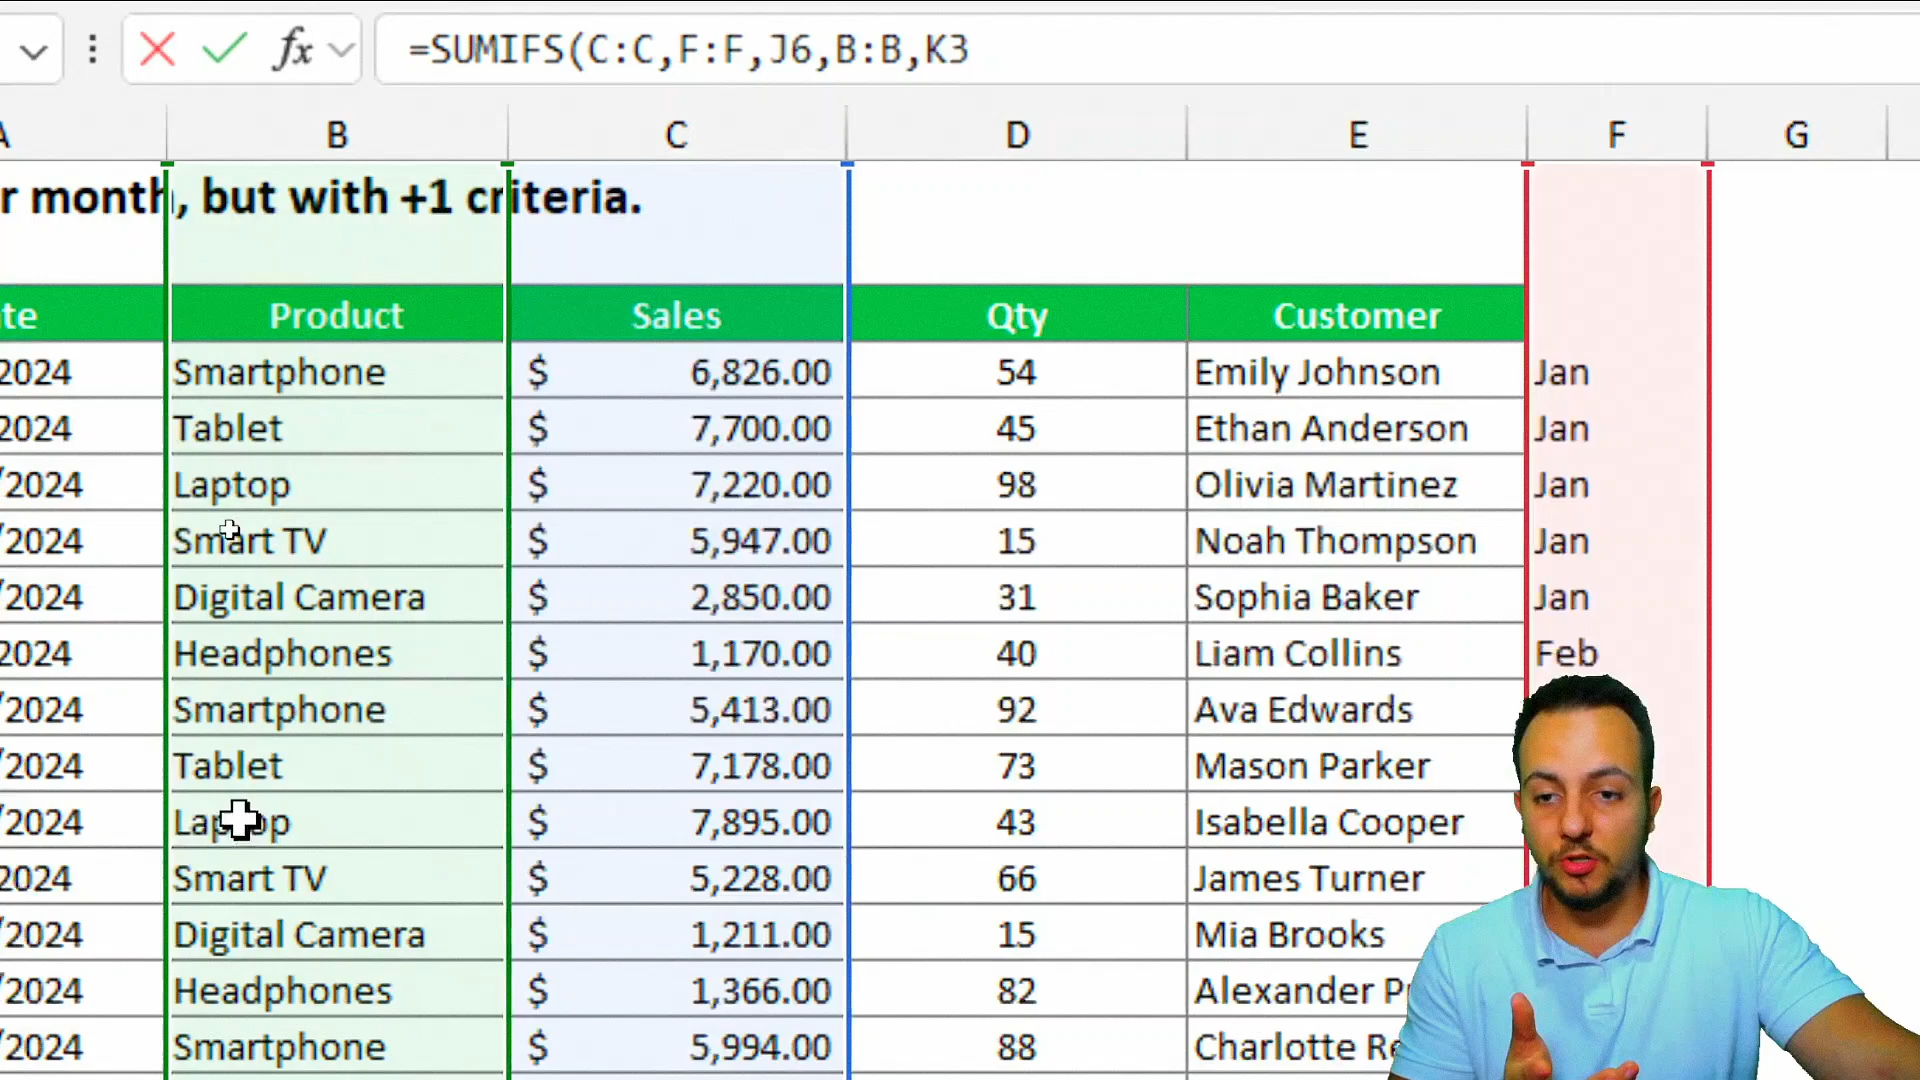 fx =SUMIFS(C:C,F:F,J6,B:B,K3
A B C D E F G
r month, but with +1 criteria.
te Product Sales Qty Customer
2024 Smartphone $ 6,826.00 54 Emily Johnson Jan
2024 Tablet $ 7,700.00 45 Ethan Anderson Jan
/2024 Laptop $ 7,220.00 98 Olivia Martinez Jan
/2024 Smart TV $ 5,947.00 15 Noah Thompson Jan
/2024 Digital Camera $ 2,850.00 31 Sophia Baker Jan
2024 Headphones $ 1,170.00 40 Liam Collins Feb
/2024 Smartphone $ 5,413.00 92 Ava Edwards
/2024 Tablet $ 7,178.00 73 Mason Parker
/2024 Laptop $ 7,895.00 43 Isabella Cooper
2024 Smart TV $ 5,228.00 66 James Turner
/2024 Digital Camera $ 1,211.00 15 Mia Brooks
/2024 Headphones $ 1,366.00 82 Alexander
/2024 Smartphone $ 5,994.00 88 Charlotte